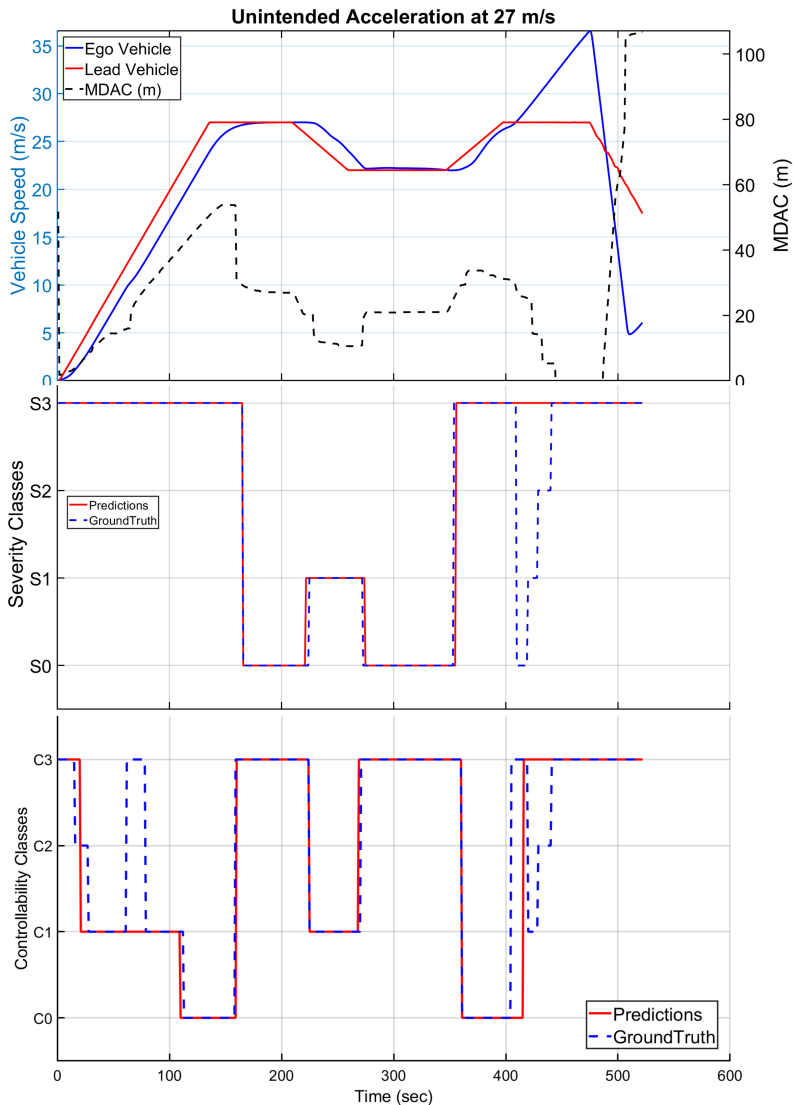 Unintended Acceleration at 27 m/s
Ego Vehicle
Lead Vehicle
MDAC (m)
Vehicle Speed (m/s)
35
30
25
20
15
10
5
0
MDAC (m)
100
80
60
40
20
0
Severity Classes
S3
S2
S1
S0
Predictions
GroundTruth
Controllability Classes
C3
C2
C1
C0
Predictions
GroundTruth
0
100
200
300
400
500
600
Time (sec)